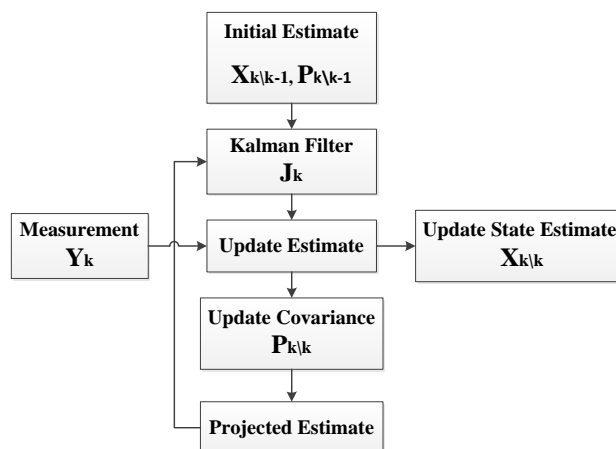 Initial Estimate
Xk\k-1, Pk\k-1
Kalman Filter
Jk
Measurement
Yk
Update Estimate
Update State Estimate
Xk\k
Update Covariance
Pk\k
Projected Estimate